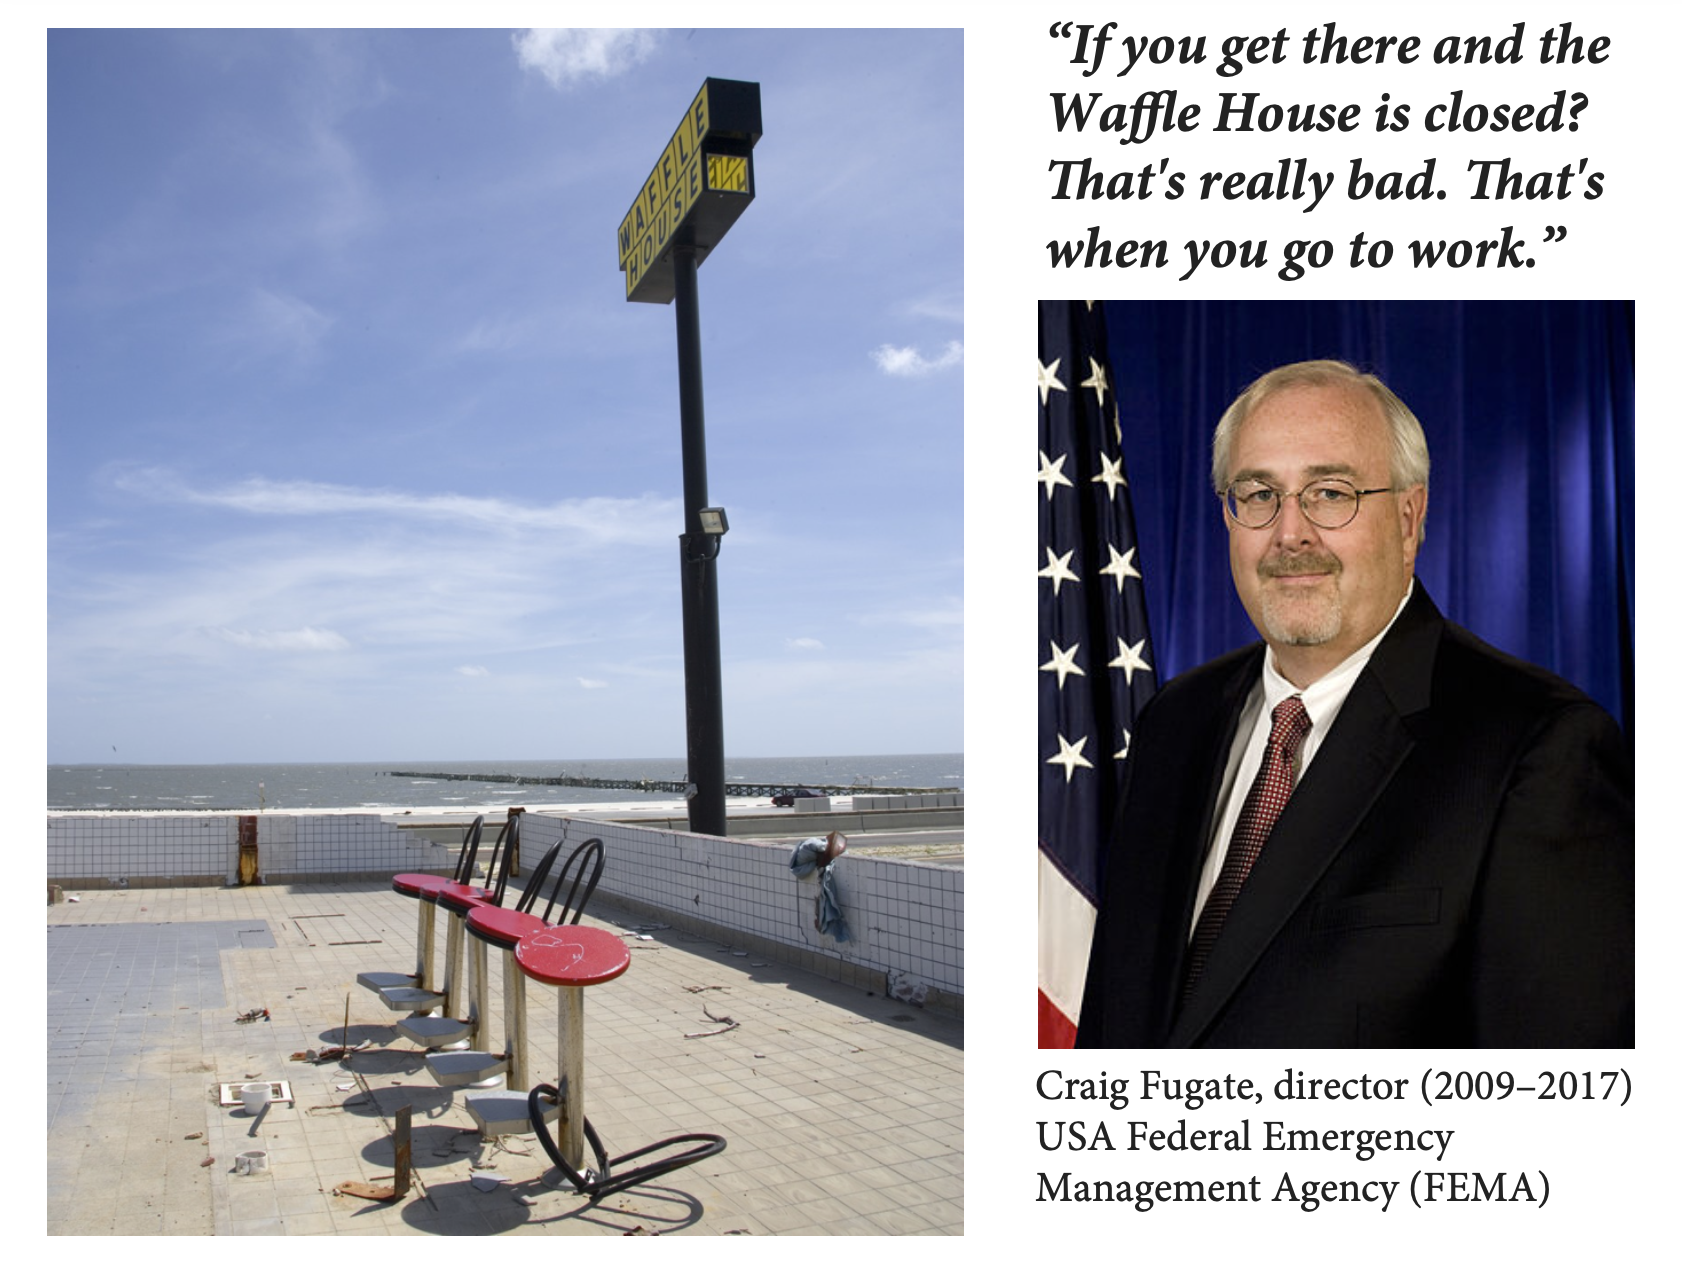 WAFFLE
HOUSE
“If you get there and the
Waffle House is closed?
That's really bad. That's
when you go to work.”
Craig Fugate, director (2009–2017)
USA Federal Emergency
Management Agency (FEMA)